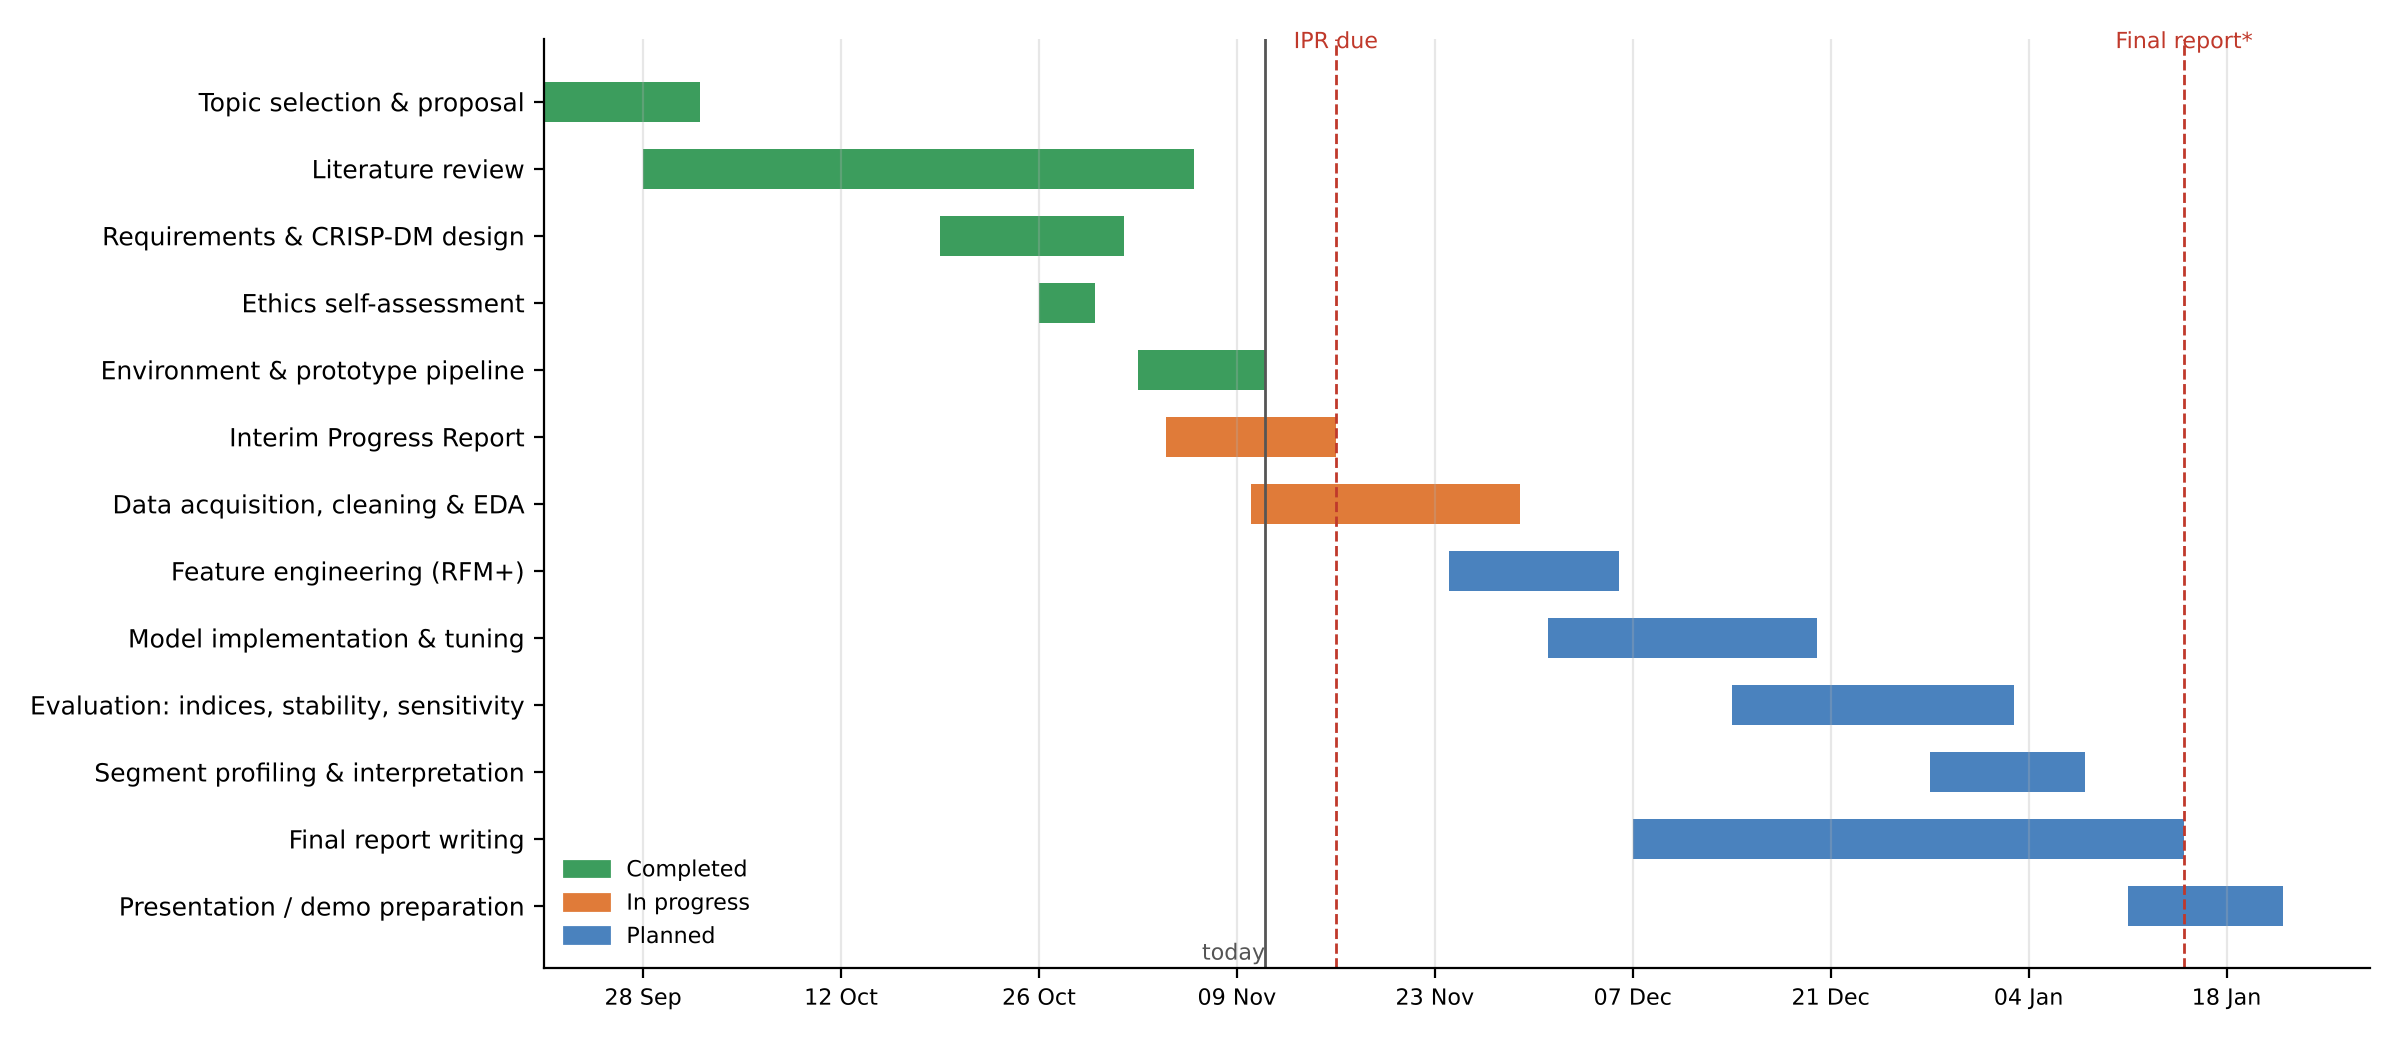 IPR due
Final report*
Topic selection & proposal
Literature review
Requirements & CRISP-DM design
Ethics self-assessment
Environment & prototype pipeline
Interim Progress Report
Data acquisition, cleaning & EDA
Feature engineering (RFM+)
Model implementation & tuning
Evaluation: indices, stability, sensitivity
Segment profiling & interpretation
Final report writing
Presentation / demo preparation
Completed
In progress
Planned
today
28 Sep
12 Oct
26 Oct
09 Nov
23 Nov
07 Dec
21 Dec
04 Jan
18 Jan